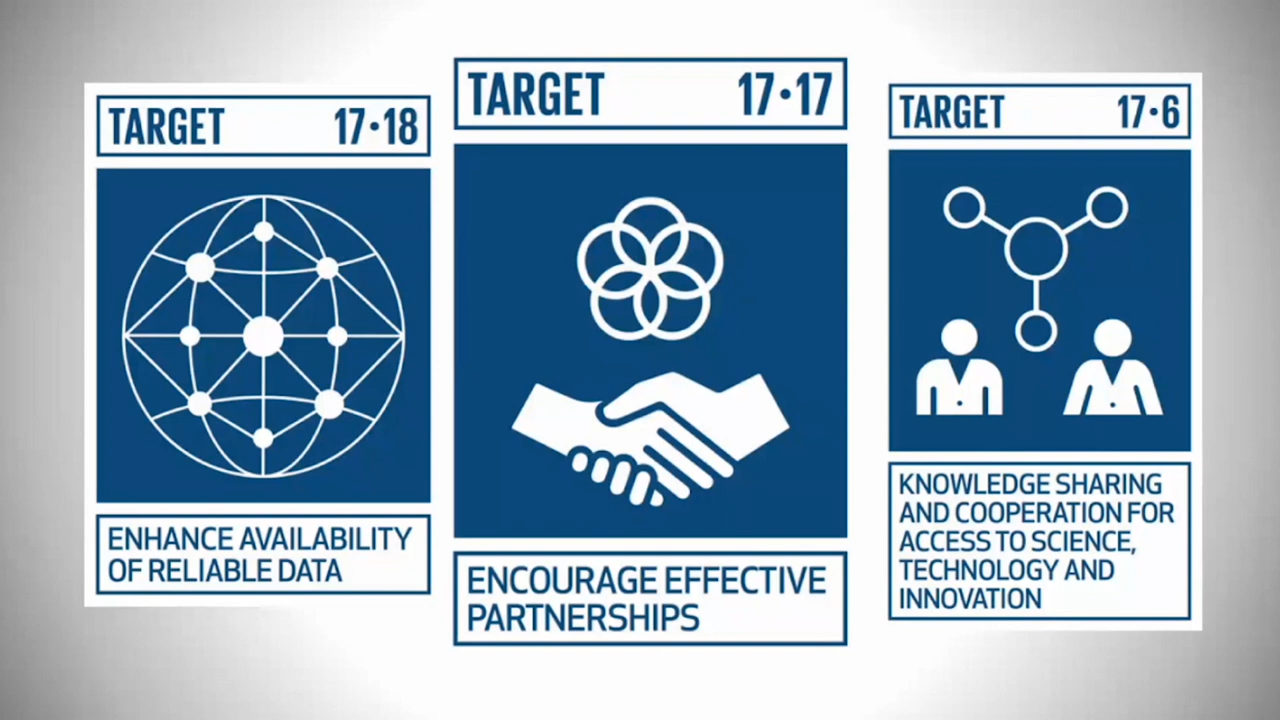 TARGET 17•18
ENHANCE AVAILABILITY
OF RELIABLE DATA
TARGET 17•17
ENCOURAGE EFFECTIVE
PARTNERSHIPS
TARGET 17•6
KNOWLEDGE SHARING
AND COOPERATION FOR
ACCESS TO SCIENCE,
TECHNOLOGY AND
INNOVATION